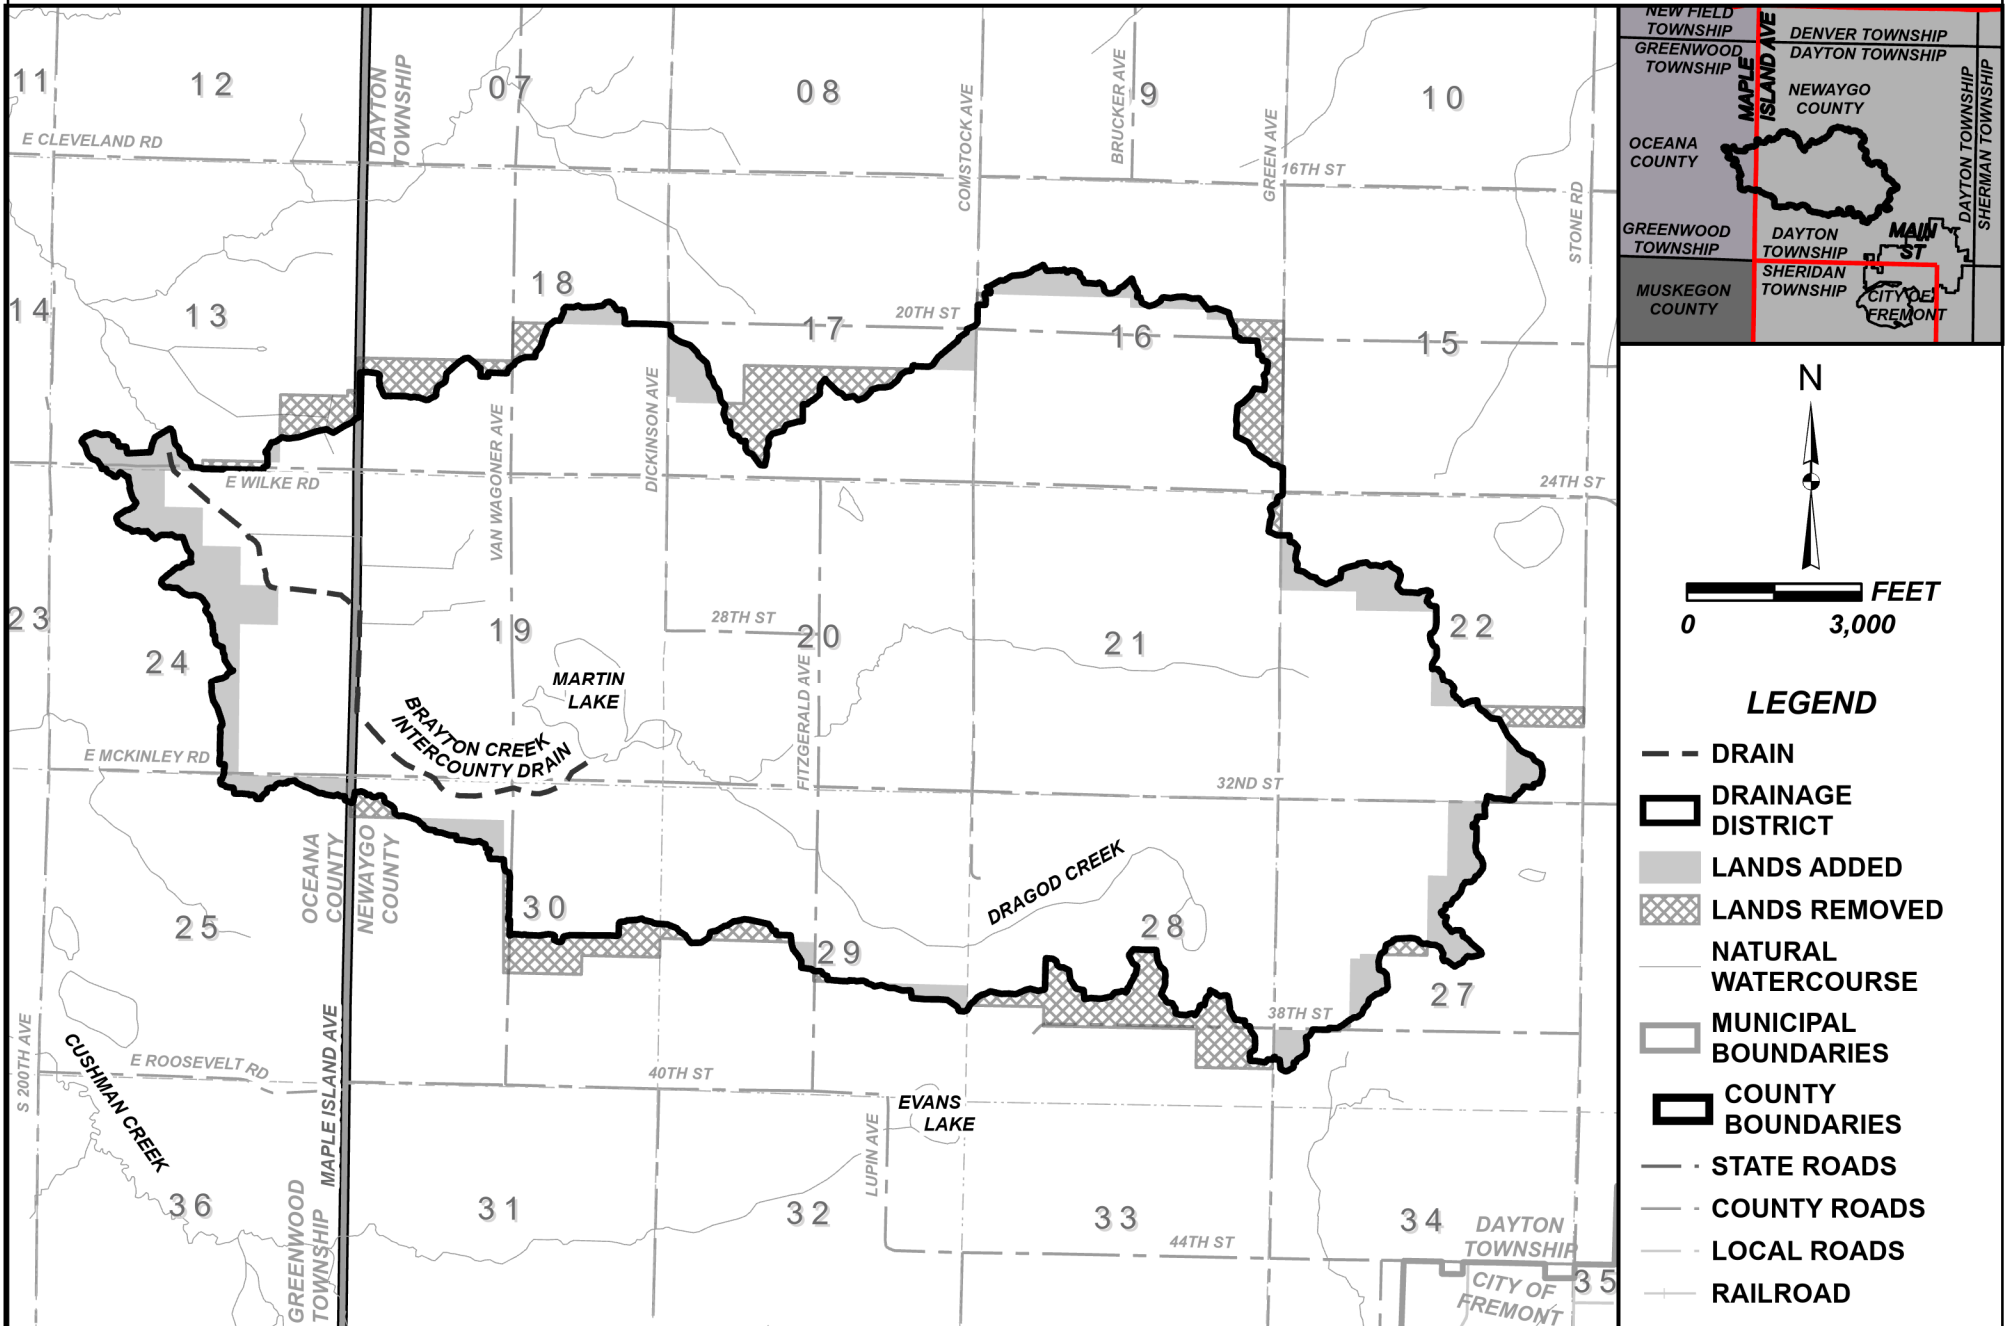 11
12
07
08
9
10
DAYTON
TOWNSHIP
E CLEVELAND RD
COMSTOCK AVE
BRUCKER AVE
GREEN AVE
16TH ST
STONE RD
14
13
18
17
16
15
20TH ST
VAN WAGONER AVE
DICKINSON AVE
E WILKE RD
24TH ST
23
24
19
28TH ST
20
21
22
MARTIN
LAKE
BRAYTON CREEK
INTERCOUNTY DRAIN
FITZGERALD AVE
E MCKINLEY RD
32ND ST
OCEANA
COUNTY
NEWAYGO
COUNTY
DRAGOD CREEK
25
30
29
28
27
38TH ST
S 200TH AVE
CUSHMAN CREEK
E ROOSEVELT RD
MAPLE ISLAND AVE
40TH ST
EVANS
LAKE
LUPIN AVE
36
31
32
33
34
35
GREENWOOD
TOWNSHIP
44TH ST
DAYTON
TOWNSHIP
CITY OF
FREMONT
NEW FIELD
TOWNSHIP
GREENWOOD
TOWNSHIP
MAPLE
ISLAND AVE
DENVER TOWNSHIP
DAYTON TOWNSHIP
NEWAYGO
COUNTY
OCEANA
COUNTY
DAYTON TOWNSHIP
SHERMAN TOWNSHIP
GREENWOOD
TOWNSHIP
DAYTON
TOWNSHIP
MAIN
ST
SHERIDAN
TOWNSHIP
MUSKEGON
COUNTY
CITY OF
FREMONT
N
FEET
0 3,000
LEGEND
DRAIN
DRAINAGE
DISTRICT
LANDS ADDED
LANDS REMOVED
NATURAL
WATERCOURSE
MUNICIPAL
BOUNDARIES
COUNTY
BOUNDARIES
STATE ROADS
COUNTY ROADS
LOCAL ROADS
RAILROAD